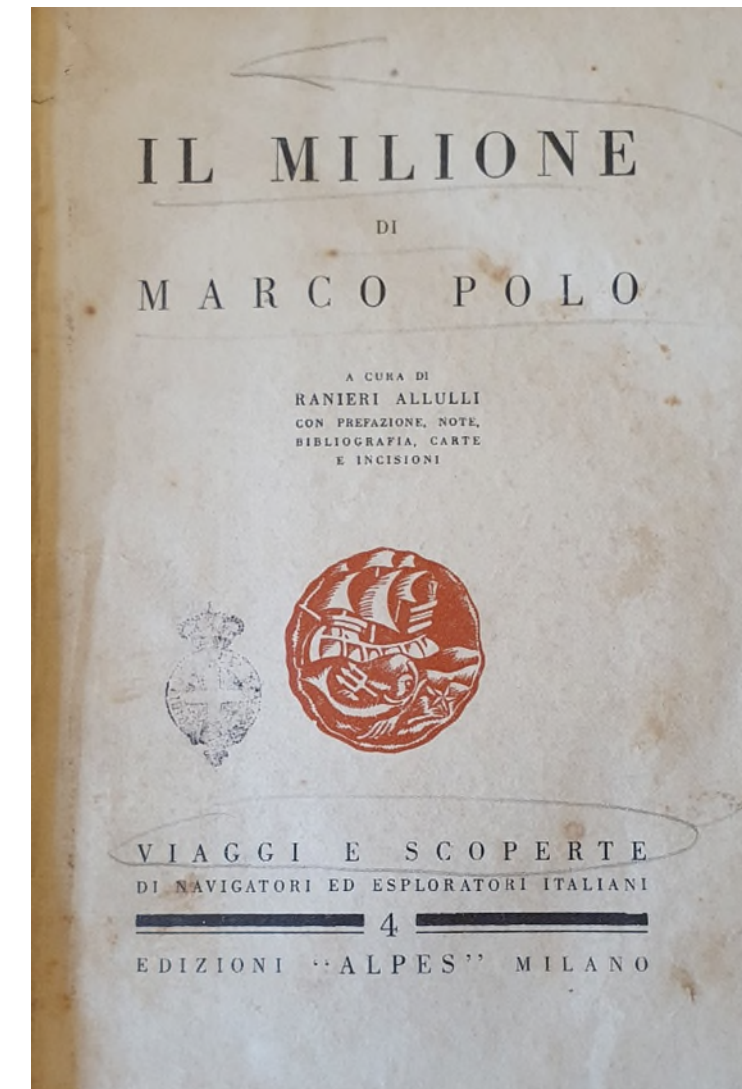 IL MILIONE
DI
MARCO POLO
A CURA DI
RANIERI ALLULLI
CON PREFAZIONE, NOTE,
BIBLIOGRAFIA, CARTE
E INCISIONI
VIAGGI E SCOPERTE
DI NAVIGATORI ED ESPLORATORI ITALIANI
4
EDIZIONI “ALPES” MILANO